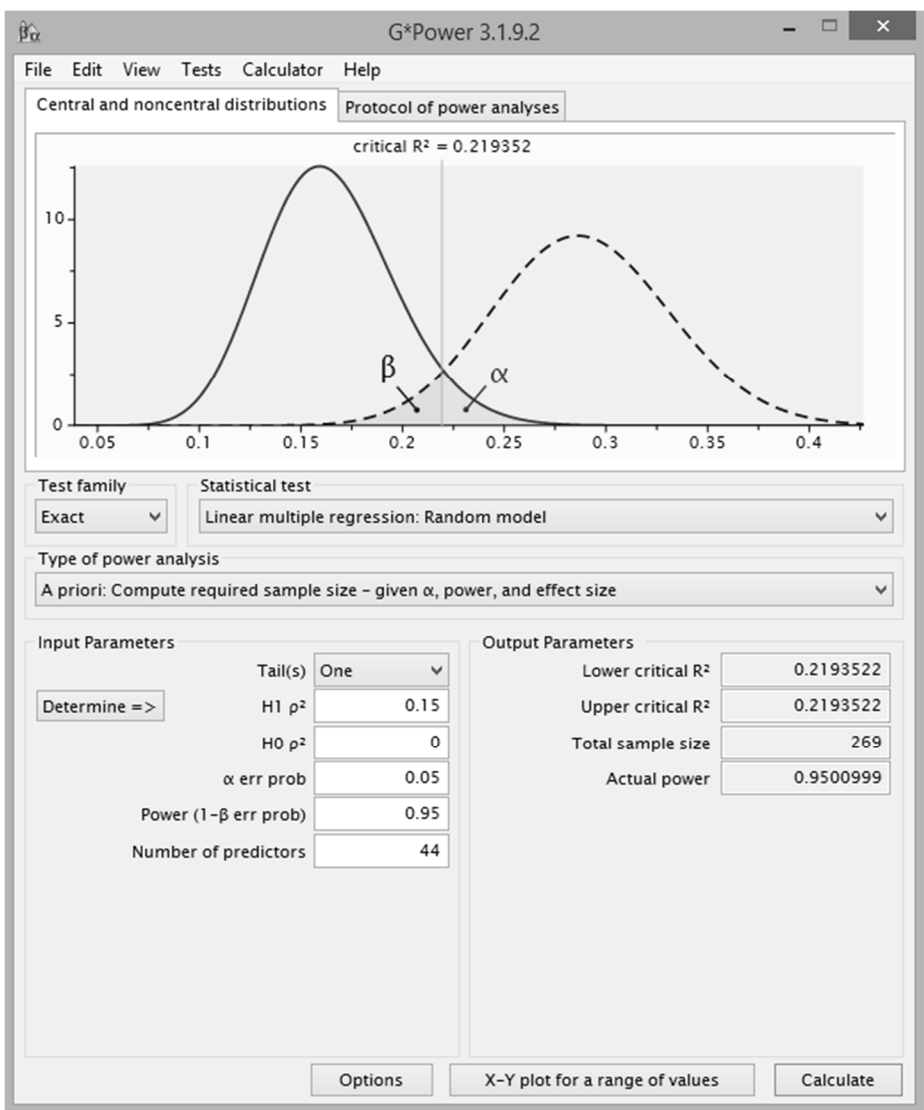 βα G*Power 3.1.9.2
File Edit View Tests Calculator Help
Central and noncentral distributions Protocol of power analyses
critical R² = 0.219352
10
5
0
β α
0.05 0.1 0.15 0.2 0.25 0.3 0.35 0.4
Test family Statistical test
Exact Linear multiple regression: Random model
Type of power analysis
A priori: Compute required sample size – given α, power, and effect size
Input Parameters Output Parameters
Tail(s) One Lower critical R² 0.2193522
Determine => H1 ρ² 0.15 Upper critical R² 0.2193522
H0 ρ² 0 Total sample size 269
α err prob 0.05 Actual power 0.9500999
Power (1-β err prob) 0.95
Number of predictors 44
Options X-Y plot for a range of values Calculate